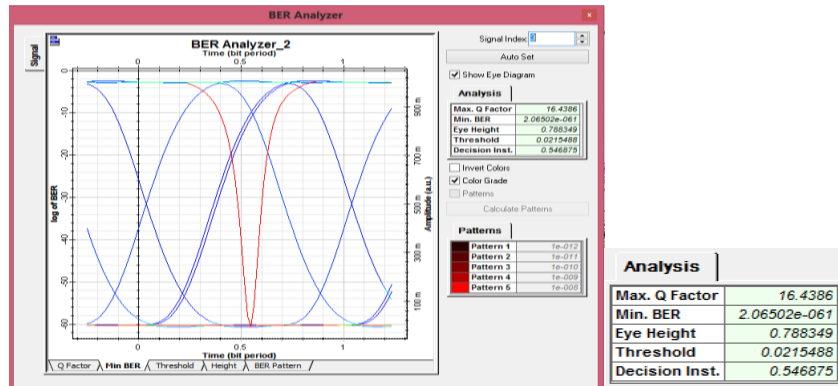 BER Analyzer
x
Signal
BER Analyzer_2
Time (bit period)
0 0.5 1
0
-10
-20
-30
-40
-50
-60
log of BER
900 m
700 m
500 m
300 m
100 m
Amplitude (a.u.)
0 0.5 1
Time (bit period)
Q Factor Min BER Threshold Height BER Pattern
Signal Index: 0
Auto Set
Show Eye Diagram
Analysis
Max. Q Factor 16.4386
Min. BER 2.06502e-061
Eye Height 0.788349
Threshold 0.0215488
Decision Inst. 0.546875
Invert Colors
Color Grade
Patterns
Calculate Patterns
Patterns
Pattern 1 1e-012
Pattern 2 1e-011
Pattern 3 1e-010
Pattern 4 1e-009
Pattern 5 1e-008
Analysis
Max. Q Factor 16.4386
Min. BER 2.06502e-061
Eye Height 0.788349
Threshold 0.0215488
Decision Inst. 0.546875